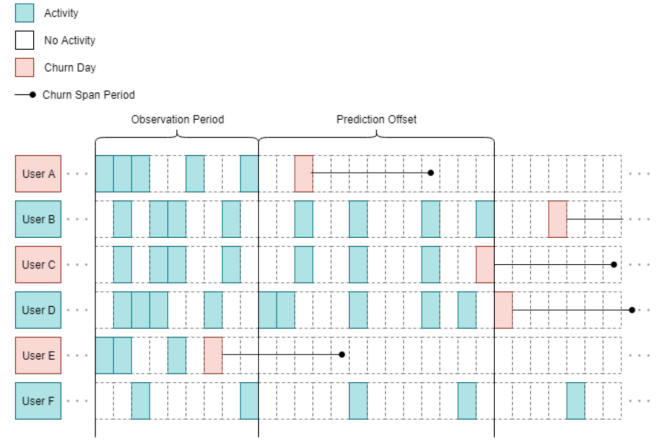 Activity
No Activity
Churn Day
Churn Span Period
Observation Period
Prediction Offset
User A
User B
User C
User D
User E
User F